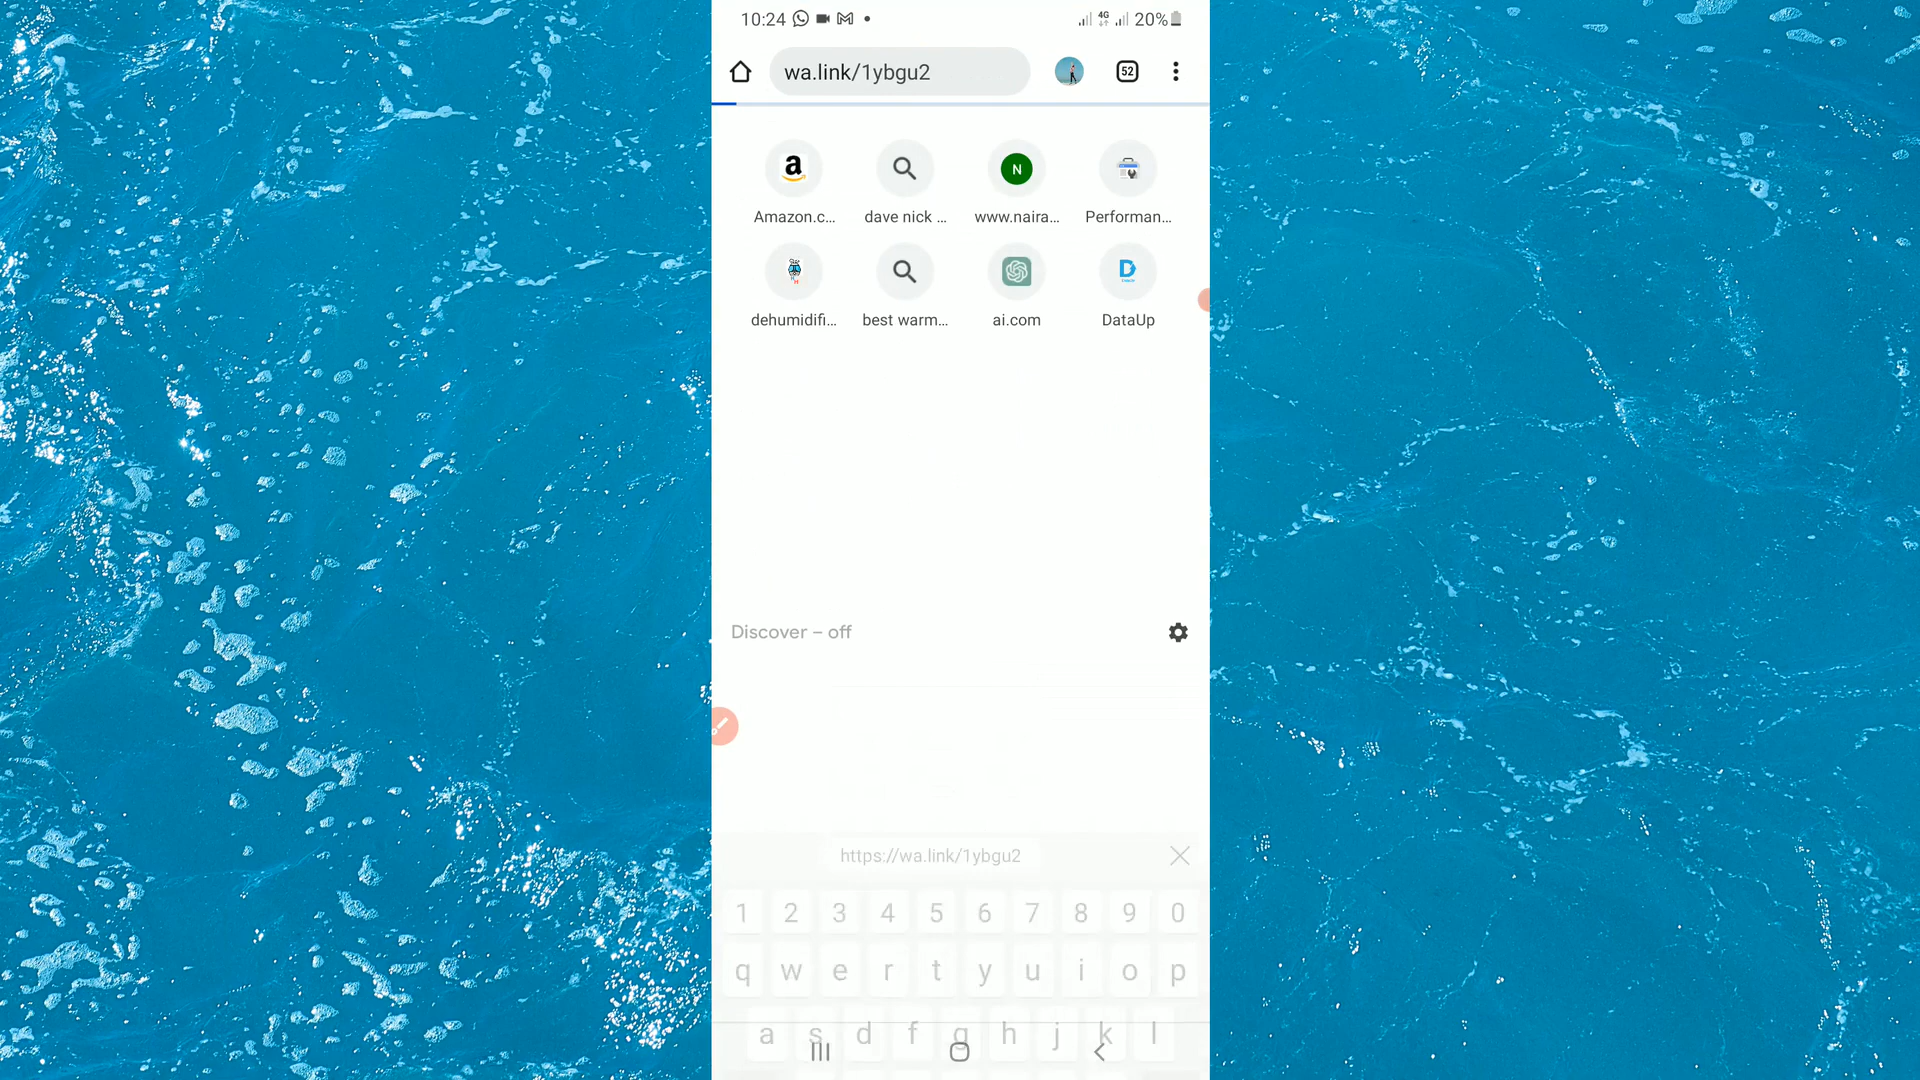 10:24 4G 20%
wa.link/1ybgu2 52
a N
Amazon.c... dave nick ... www.naira... Performan...
D
dehumidifi... best warm... ai.com DataUp
Discover – off
https://wa.link/1ybgu2
1 2 3 4 5 6 7 8 9 0
q w e r t y u i o p
a s d f g h j k l